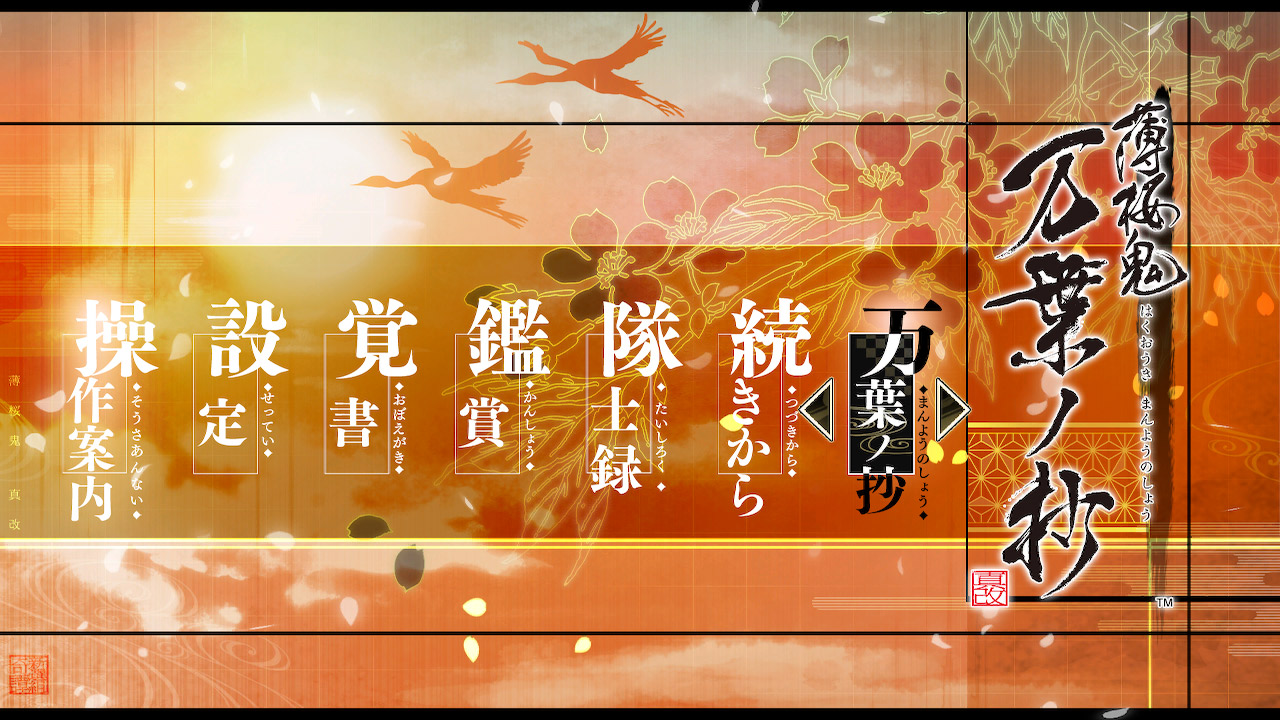 薄桜鬼
万葉ノ抄
はくおうき まんようのしょう
真改
TM
万葉ノ抄
まんようのしょう
続きから
つづきから
隊士録
たいしろく
鑑賞
かんしょう
覚書
おぼえがき
設定
せってい
操作案内
そうさあんない
薄桜鬼 真改